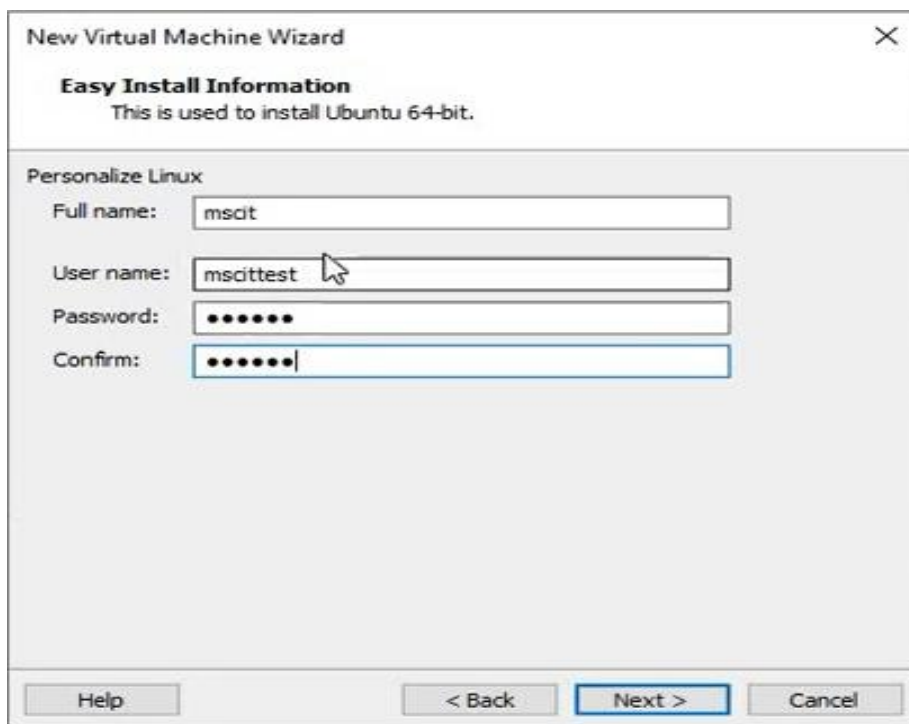 New Virtual Machine Wizard
Easy Install Information
This is used to install Ubuntu 64-bit.
Personalize Linux
Full name: mscit
User name: mscittest
Password: ●●●●●●
Confirm: ●●●●●●
Help < Back Next > Cancel